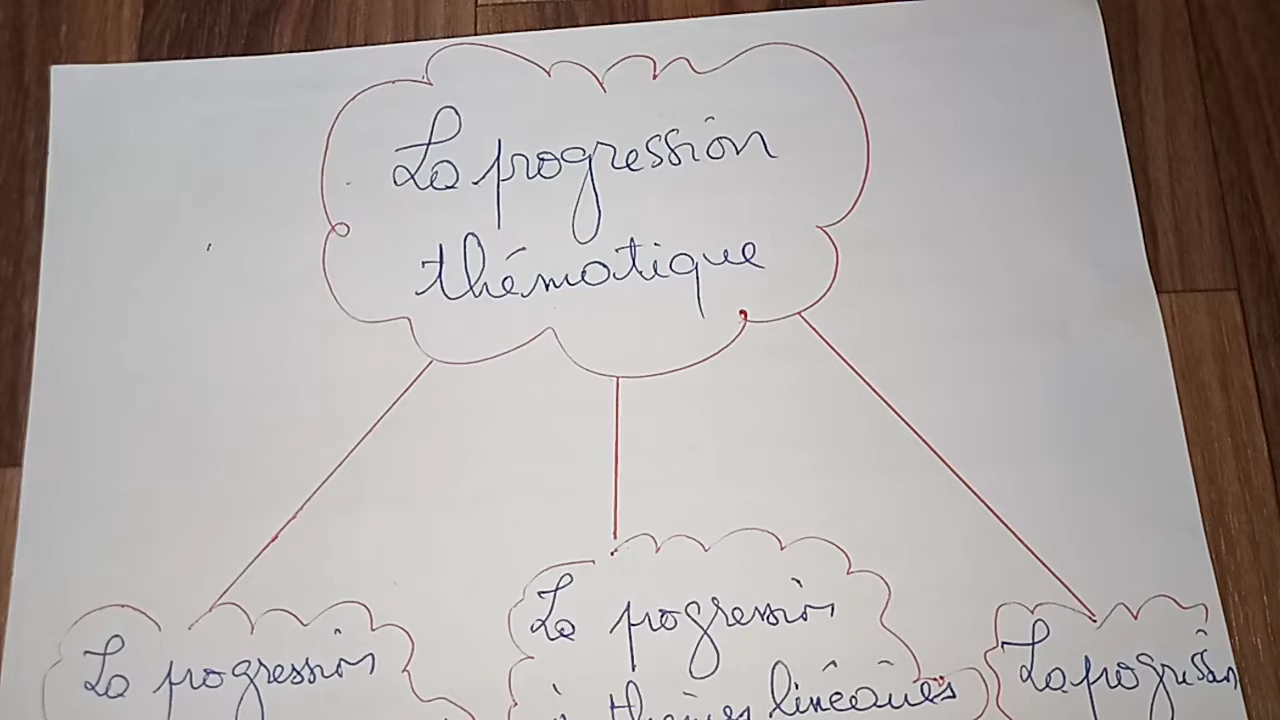 La progression
thématique
La progression
La progression
à thèmes linéaires
La progression